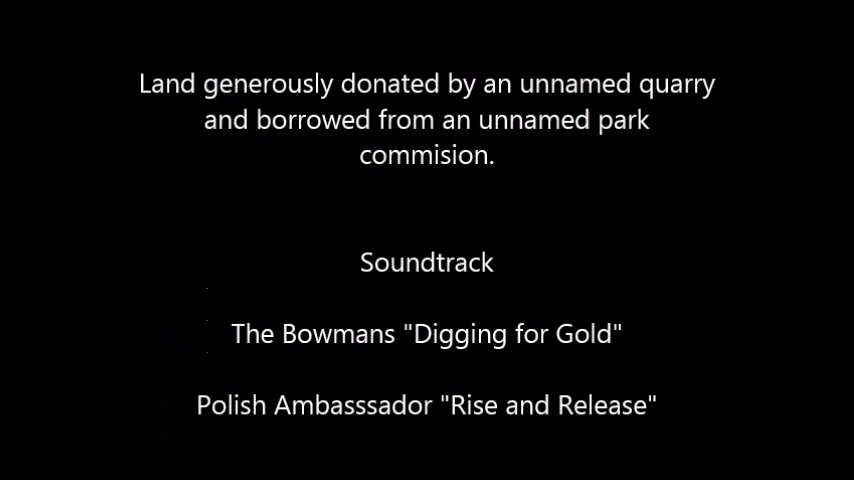 Land generously donated by an unnamed quarry
and borrowed from an unnamed park
commision.
Soundtrack
The Bowmans "Digging for Gold"
Polish Ambasssador "Rise and Release"